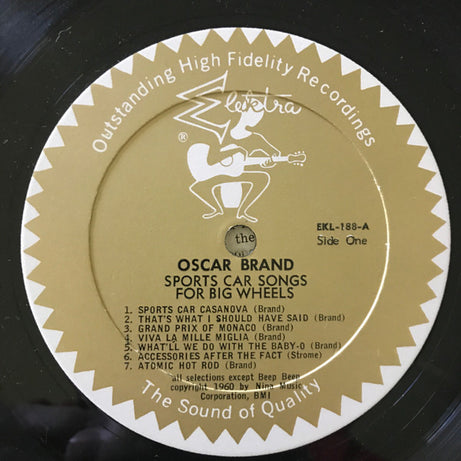 Outstanding High Fidelity Recordings
Elektra
®
EKL-188-A
Side One
the
OSCAR BRAND
SPORTS CAR SONGS
FOR BIG WHEELS
1. SPORTS CAR CASANOVA (Brand)
2. THAT'S WHAT I SHOULD HAVE SAID (Brand)
3. GRAND PRIX OF MONACO (Brand)
4. VIVA LA MILLE MIGLIA (Brand)
5. WHAT'LL WE DO WITH THE BABY-O (Brand)
6. ACCESSORIES AFTER THE FACT (Strome)
7. ATOMIC HOT ROD (Brand)
all selections except Beep Beep
copyright 1960 by Nina Music
Corporation, BMI
The Sound of Quality